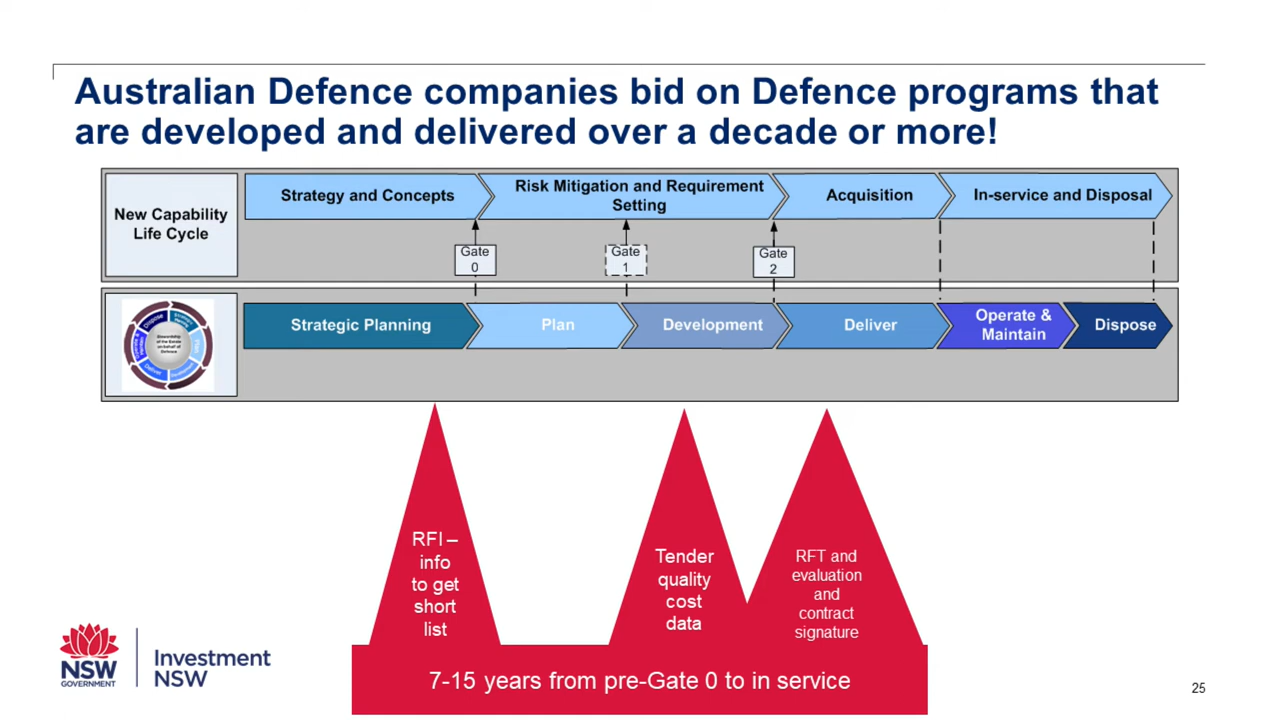 Australian Defence companies bid on Defence programs that
are developed and delivered over a decade or more!
New Capability
Life Cycle
Strategy and Concepts
Risk Mitigation and Requirement
Setting
Acquisition
In-service and Disposal
Gate
0
Gate
1
Gate
2
Dispose
Deliver
Strategic Planning
Plan
Development
Deliver
Operate &
Maintain
Dispose
RFI –
info
to get
short
list
Tender
quality
cost
data
RFT and
evaluation
and
contract
signature
7-15 years from pre-Gate 0 to in service
NSW
GOVERNMENT
Investment
NSW
25